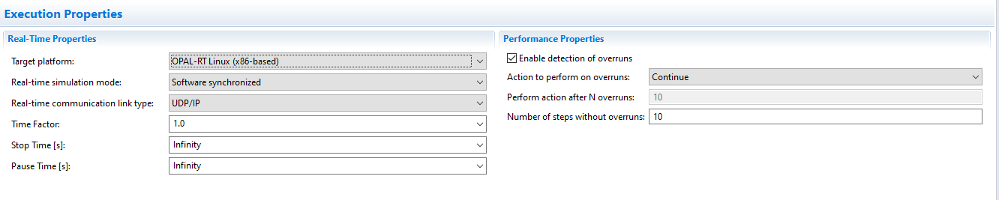 Execution Properties
Real-Time Properties
Target platform: OPAL-RT Linux (x86-based)
Real-time simulation mode: Software synchronized
Real-time communication link type: UDP/IP
Time Factor: 1.0
Stop Time [s]: Infinity
Pause Time [s]: Infinity
Performance Properties
Enable detection of overruns
Action to perform on overruns: Continue
Perform action after N overruns: 10
Number of steps without overruns: 10